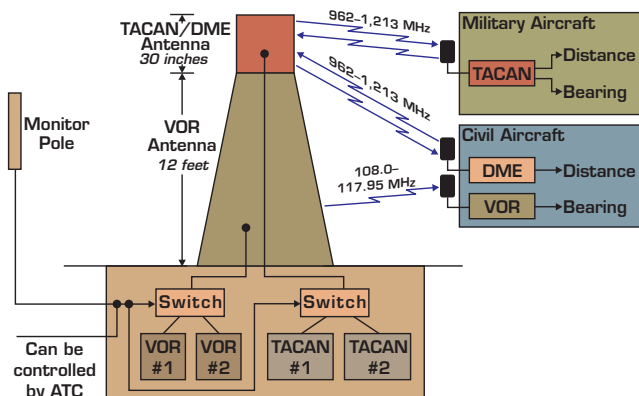 TACAN/DME
Antenna
30 inches
VOR
Antenna
12 feet
Monitor
Pole
962–1,213 MHz
962–1,213 MHz
108.0–
117.95 MHz
Military Aircraft
TACAN
Distance
Bearing
Civil Aircraft
DME
Distance
VOR
Bearing
Switch
Switch
VOR
#1
VOR
#2
TACAN
#1
TACAN
#2
Can be
controlled
by ATC